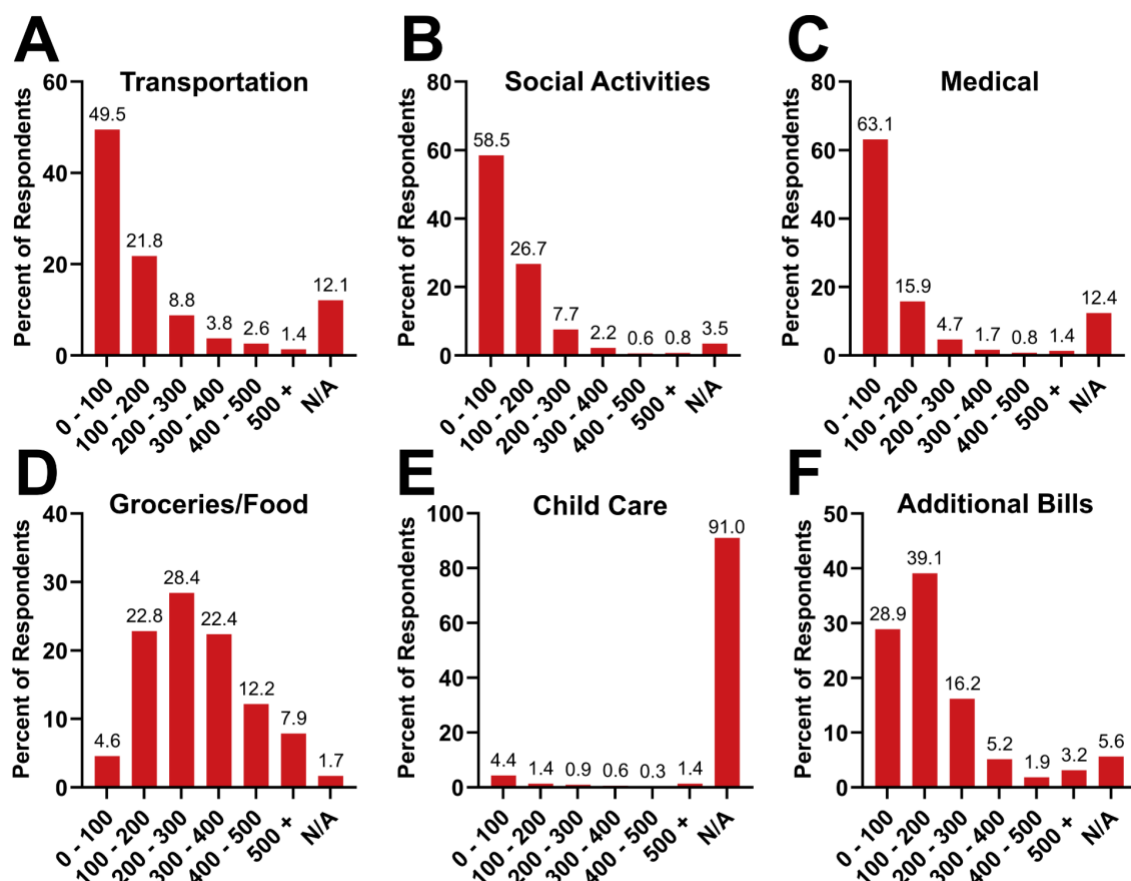 A
Transportation
Percent of Respondents
60
40
20
0
49.5
21.8
8.8
3.8
2.6
1.4
12.1
0 - 100
100 - 200
200 - 300
300 - 400
400 - 500
500 +
N/A
B
Social Activities
Percent of Respondents
80
60
40
20
0
58.5
26.7
7.7
2.2
0.6
0.8
3.5
0 - 100
100 - 200
200 - 300
300 - 400
400 - 500
500 +
N/A
C
Medical
Percent of Respondents
80
60
40
20
0
63.1
15.9
4.7
1.7
0.8
1.4
12.4
0 - 100
100 - 200
200 - 300
300 - 400
400 - 500
500 +
N/A
D
Groceries/Food
Percent of Respondents
40
30
20
10
0
4.6
22.8
28.4
22.4
12.2
7.9
1.7
0 - 100
100 - 200
200 - 300
300 - 400
400 - 500
500 +
N/A
E
Child Care
Percent of Respondents
100
80
60
40
20
0
4.4
1.4
0.9
0.6
0.3
1.4
91.0
0 - 100
100 - 200
200 - 300
300 - 400
400 - 500
500 +
N/A
F
Additional Bills
Percent of Respondents
50
40
30
20
10
0
28.9
39.1
16.2
5.2
1.9
3.2
5.6
0 - 100
100 - 200
200 - 300
300 - 400
400 - 500
500 +
N/A